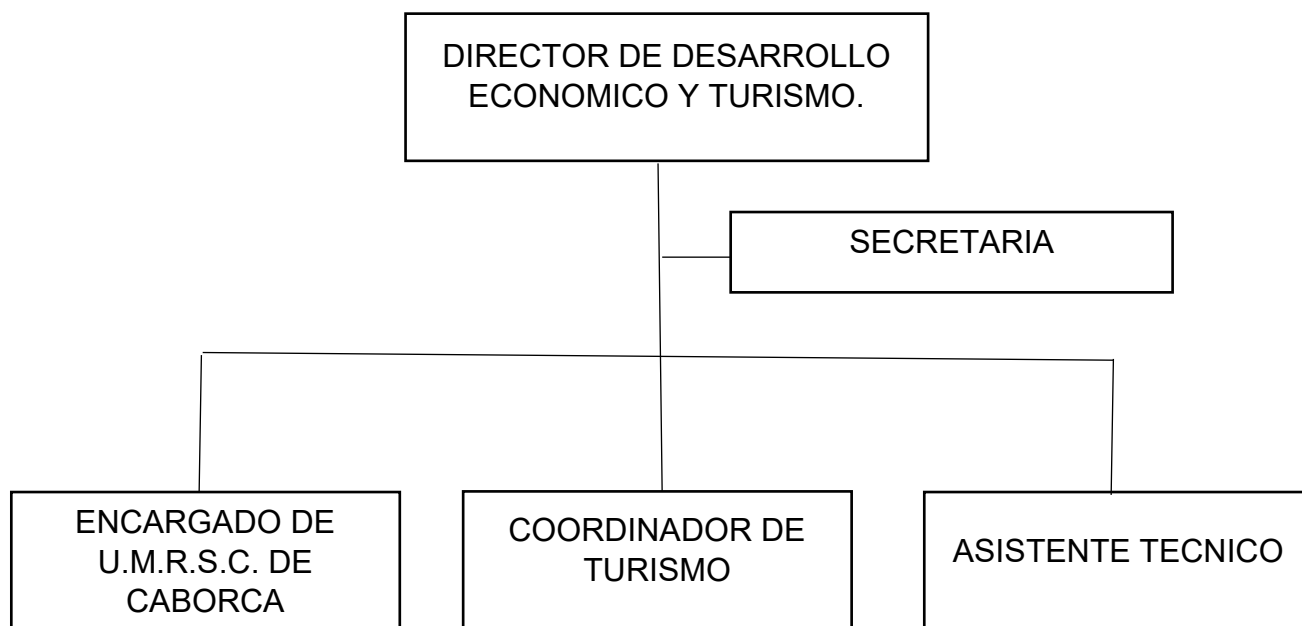 DIRECTOR DE DESARROLLO
ECONOMICO Y TURISMO.
SECRETARIA
ENCARGADO DE
U.M.R.S.C. DE
CABORCA
COORDINADOR DE
TURISMO
ASISTENTE TECNICO